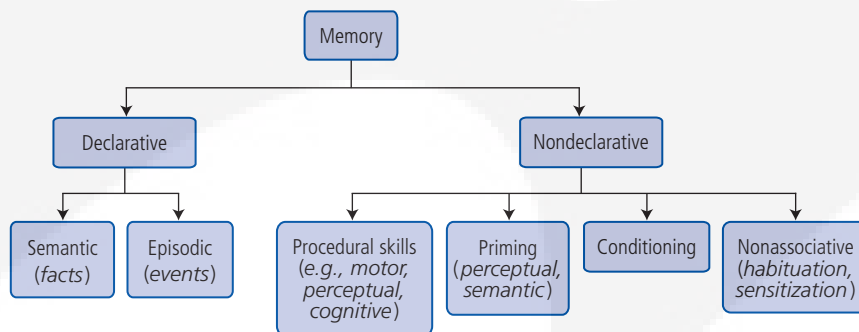 Memory
Declarative
Nondeclarative
Semantic
(facts)
Episodic
(events)
Procedural skills
(e.g., motor,
perceptual,
cognitive)
Priming
(perceptual,
semantic)
Conditioning
Nonassociative
(habituation,
sensitization)